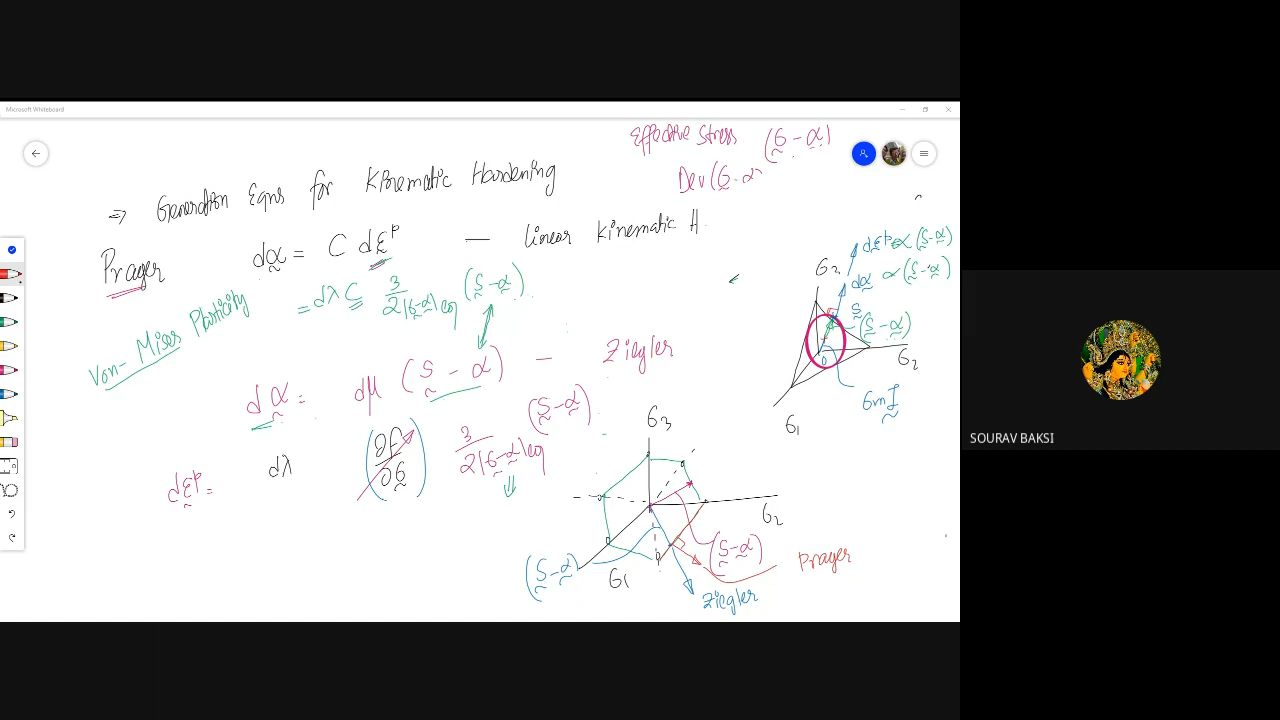 Microsoft Whiteboard
Effective Stress (σ - α)
Dev(σ - α)
⇒ Generation Eqns for Kinematic Hardening
Prager dα = C dε^p — linear kinematic H
Von-Mises Plasticity = dλ C 3/2|(σ-α)|eq (S - α)
dα = dμ (S - α) — Ziegler
dε^p = dλ (∂f/∂σ) 3/2|(σ-α)|eq (S - α)
dε^p ∝ (S - α)
σ2 dα ∝ (S - α)
S
(S - α)
0
σ2
σm I
σ1
σ3
σ2
(S - α) σ1 (S - α) Prager
Ziegler
SOURAV BAKSI